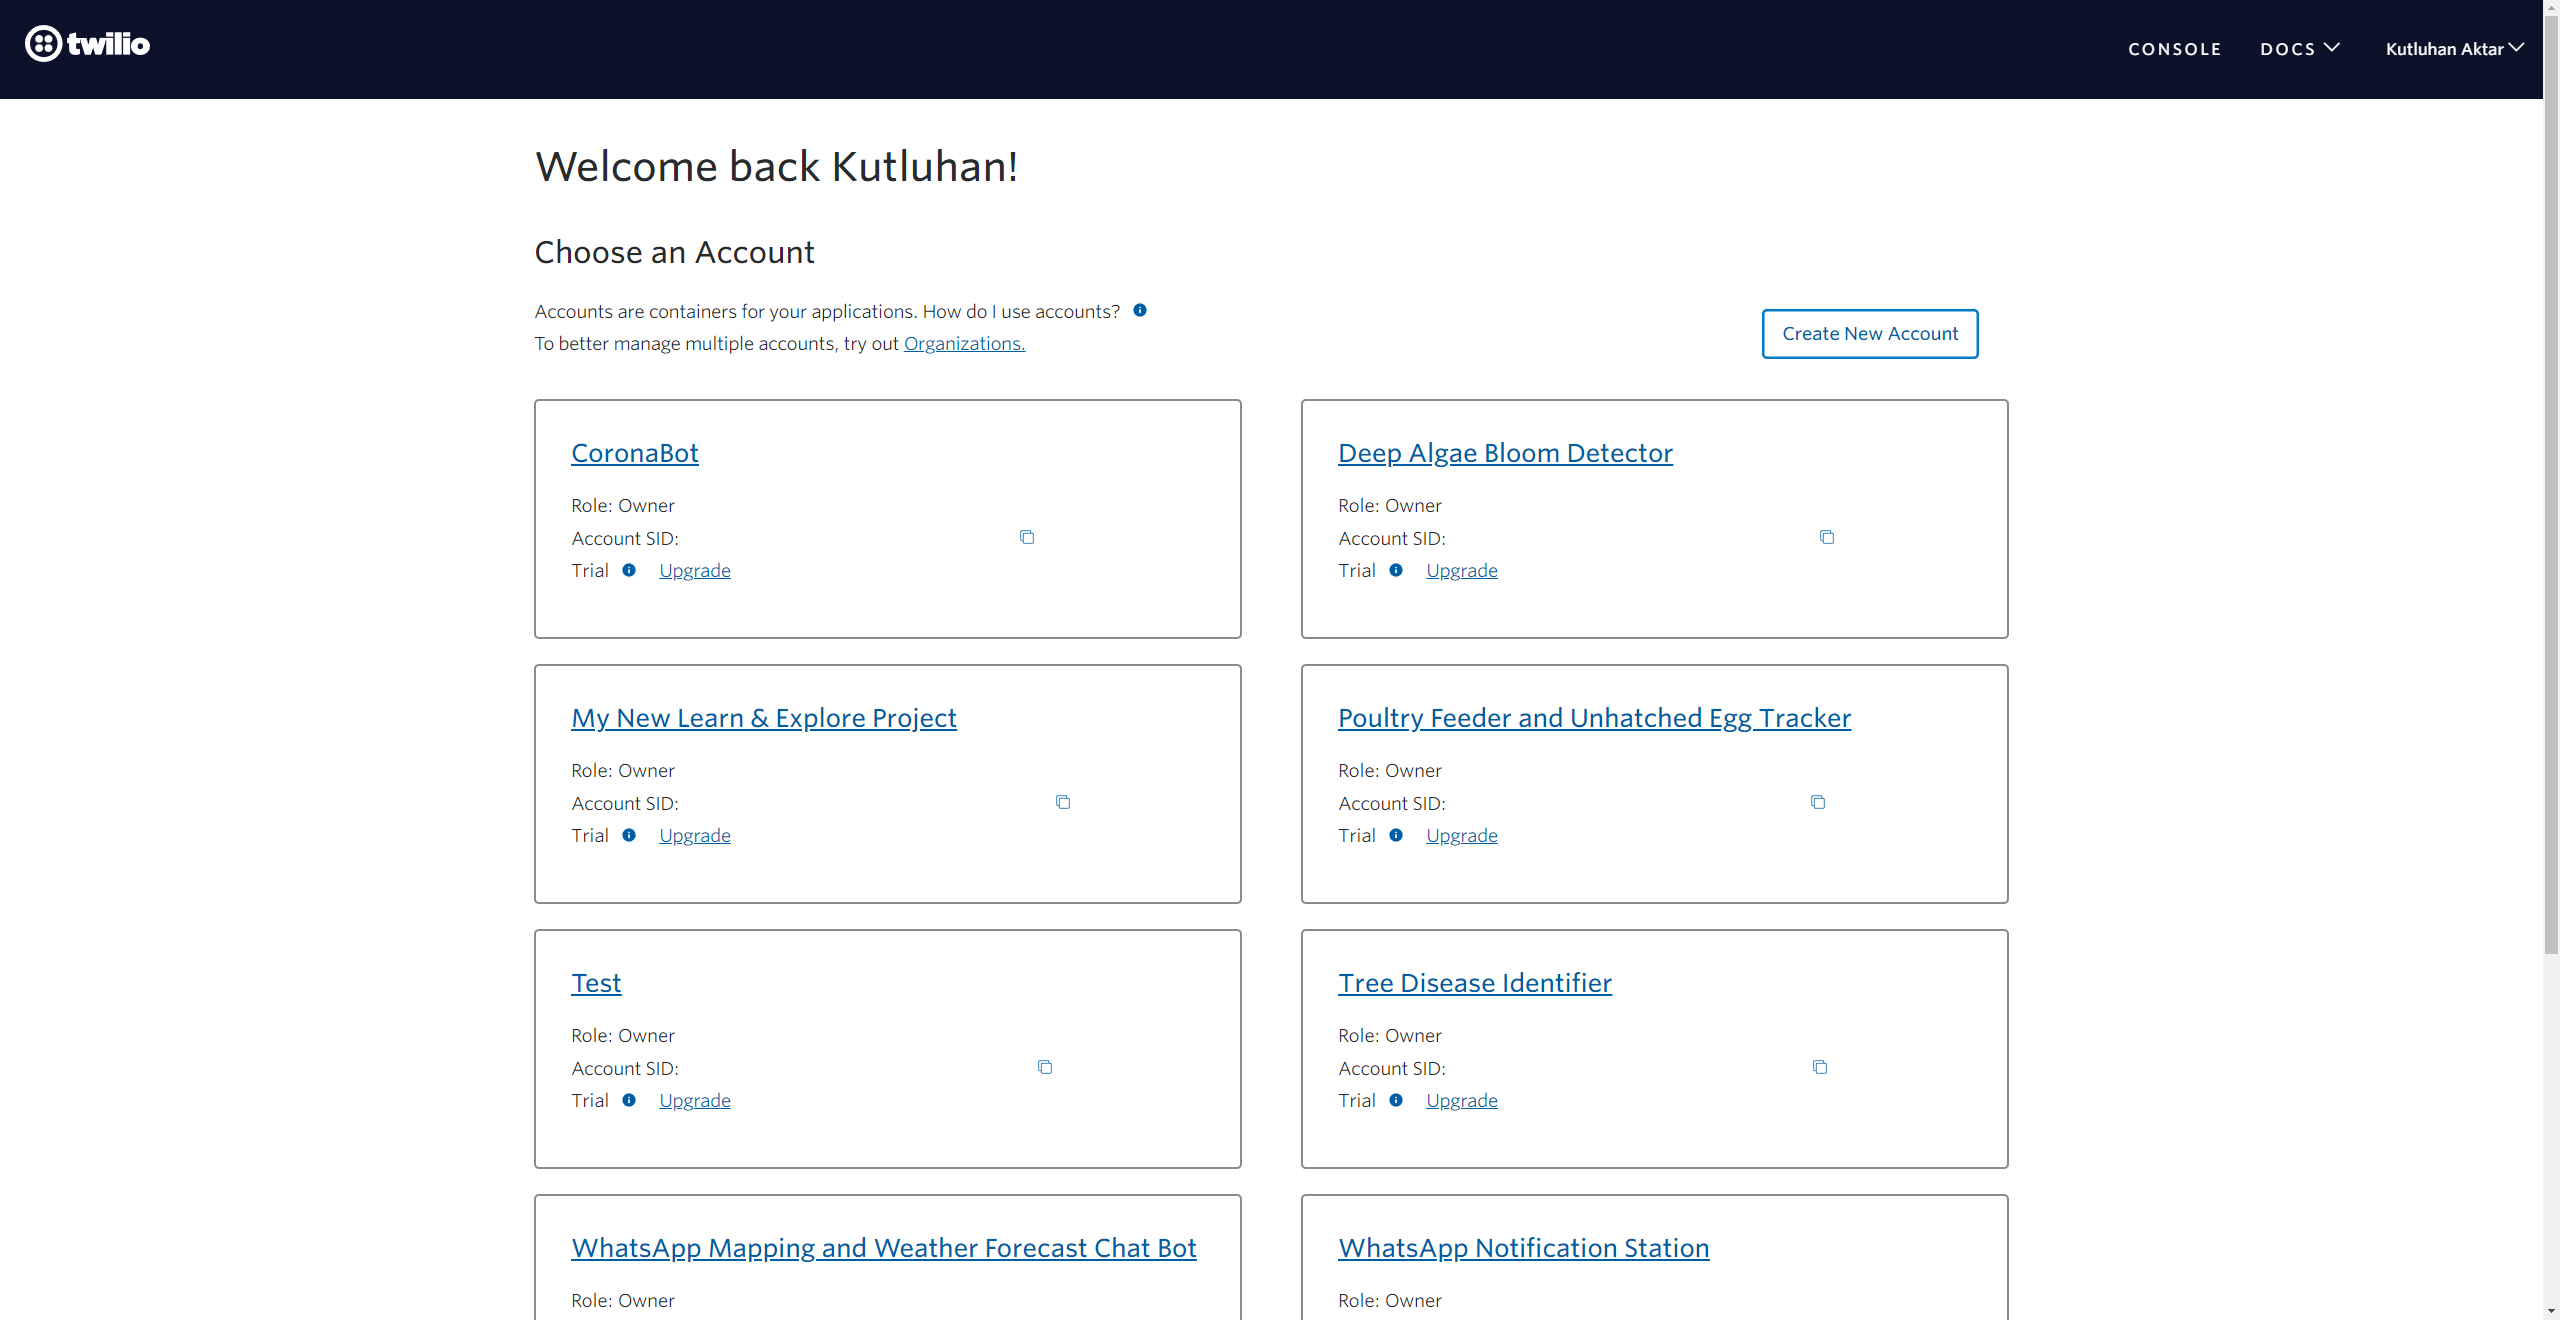 twilio
CONSOLE DOCS Kutluhan Aktar
Welcome back Kutluhan!
Choose an Account
Accounts are containers for your applications. How do I use accounts?
To better manage multiple accounts, try out Organizations.
Create New Account
CoronaBot
Role: Owner
Account SID:
Trial Upgrade
Deep Algae Bloom Detector
Role: Owner
Account SID:
Trial Upgrade
My New Learn & Explore Project
Role: Owner
Account SID:
Trial Upgrade
Poultry Feeder and Unhatched Egg Tracker
Role: Owner
Account SID:
Trial Upgrade
Test
Role: Owner
Account SID:
Trial Upgrade
Tree Disease Identifier
Role: Owner
Account SID:
Trial Upgrade
WhatsApp Mapping and Weather Forecast Chat Bot
Role: Owner
WhatsApp Notification Station
Role: Owner